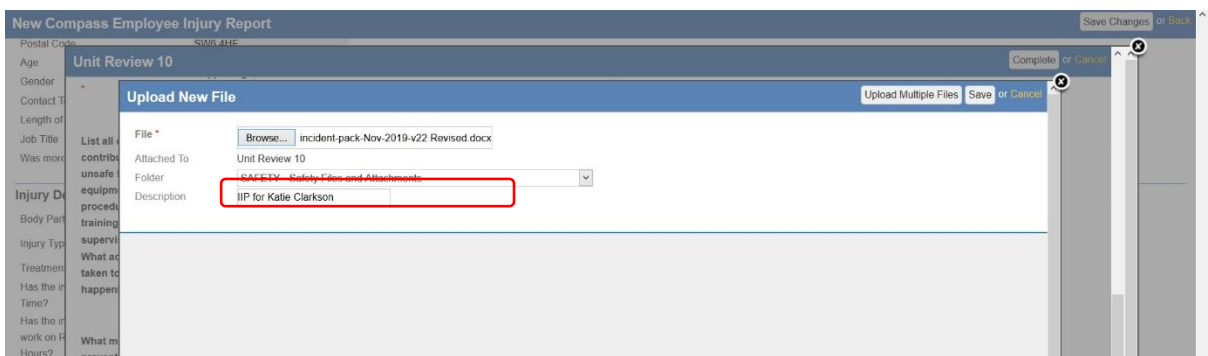 New Compass Employee Injury Report
Save Changes or Back
Postal Code SW6 4HF
Age
Gender
Contact T
Length of
Job Title
Was more
Injury De
Body Part
Injury Typ
Treatmen
Has the in
Time?
Has the in
work on R
Hours?
Unit Review 10
Complete or Cancel
*
List all
contribu
unsafe
equipm
procedu
training
supervi
What ac
taken to
happen
What m
Upload New File
Upload Multiple Files Save or Cancel
File * Browse... incident-pack-Nov-2019-v22 Revised.docx
Attached To Unit Review 10
Folder SAFETY - Safety Files and Attachments
Description IIP for Katie Clarkson